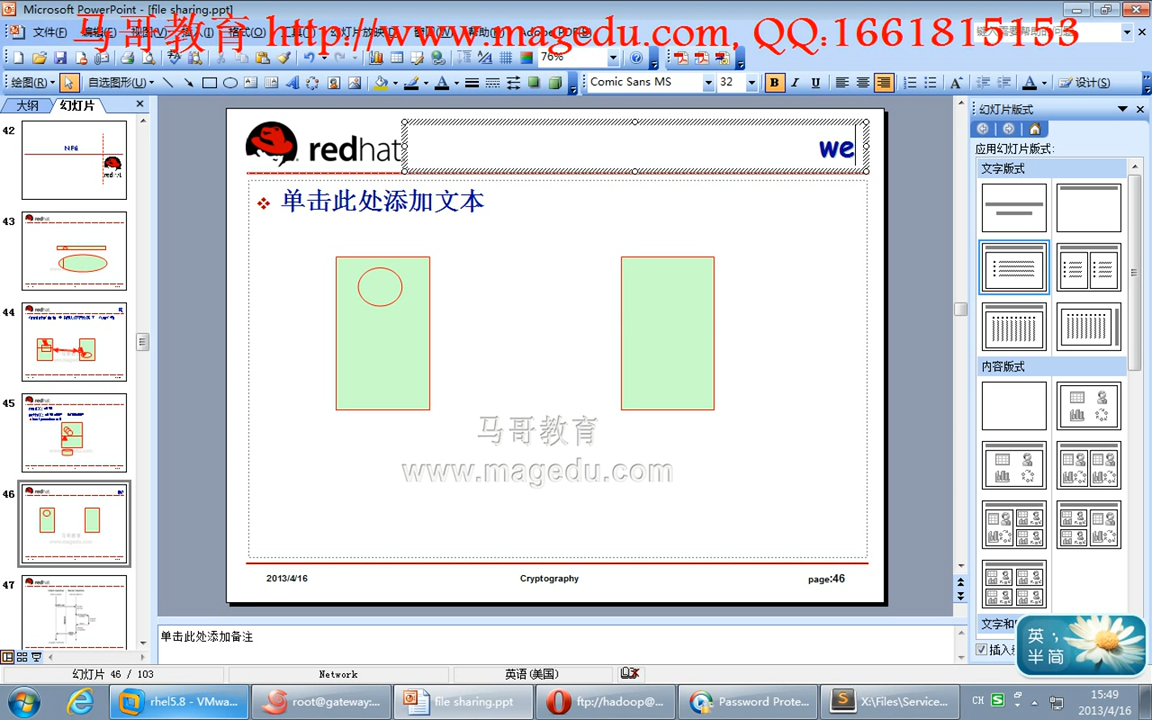 Microsoft PowerPoint - [file sharing.ppt]
马哥教育 http://www.magedu.com, QQ:1661815153
文件(F)
76%
绘图(R)
自选图形(U)
Comic Sans MS
32
B
I
U
A
设计(S)
大纲
幻灯片
幻灯片版式
应用幻灯片版式:
文字版式
内容版式
42
NFS
43
44
45
46
47
redhat
we
单击此处添加文本
马哥教育
www.magedu.com
2013/4/16
Cryptography
page:46
单击此处添加备注
英
半简
幻灯片 46 / 103
Network
英语(美国)
rhel5.8 - VMwa...
root@gateway:...
file sharing.ppt
ftp://hadoop@...
Password Prote...
X:\Files\Service...
CH
15:49
2013/4/16